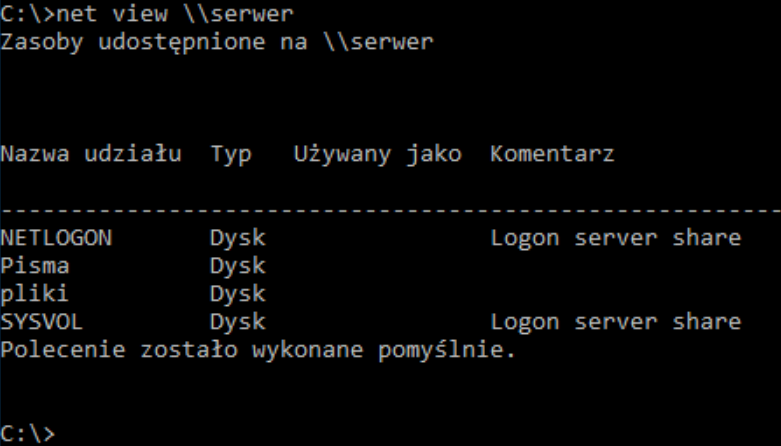 C:\>net view \\serwer
Zasoby udostępnione na \\serwer
Nazwa udziału  Typ   Używany jako  Komentarz
-------------------------------------------------------------------------------
NETLOGON       Dysk                Logon server share
Pisma          Dysk
pliki          Dysk
SYSVOL         Dysk                Logon server share
Polecenie zostało wykonane pomyślnie.
C:\>